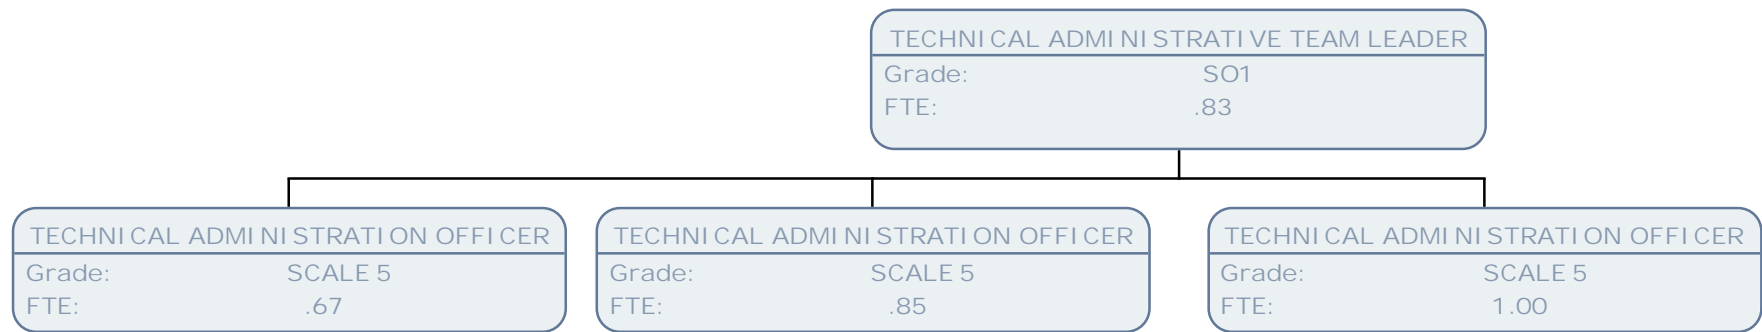 TECHNICAL ADMINISTRATIVE TEAM LEADER
Grade: SO1
FTE: .83
TECHNICAL ADMINISTRATION OFFICER
Grade: SCALE 5
FTE: .67
TECHNICAL ADMINISTRATION OFFICER
Grade: SCALE 5
FTE: .85
TECHNICAL ADMINISTRATION OFFICER
Grade: SCALE 5
FTE: 1.00